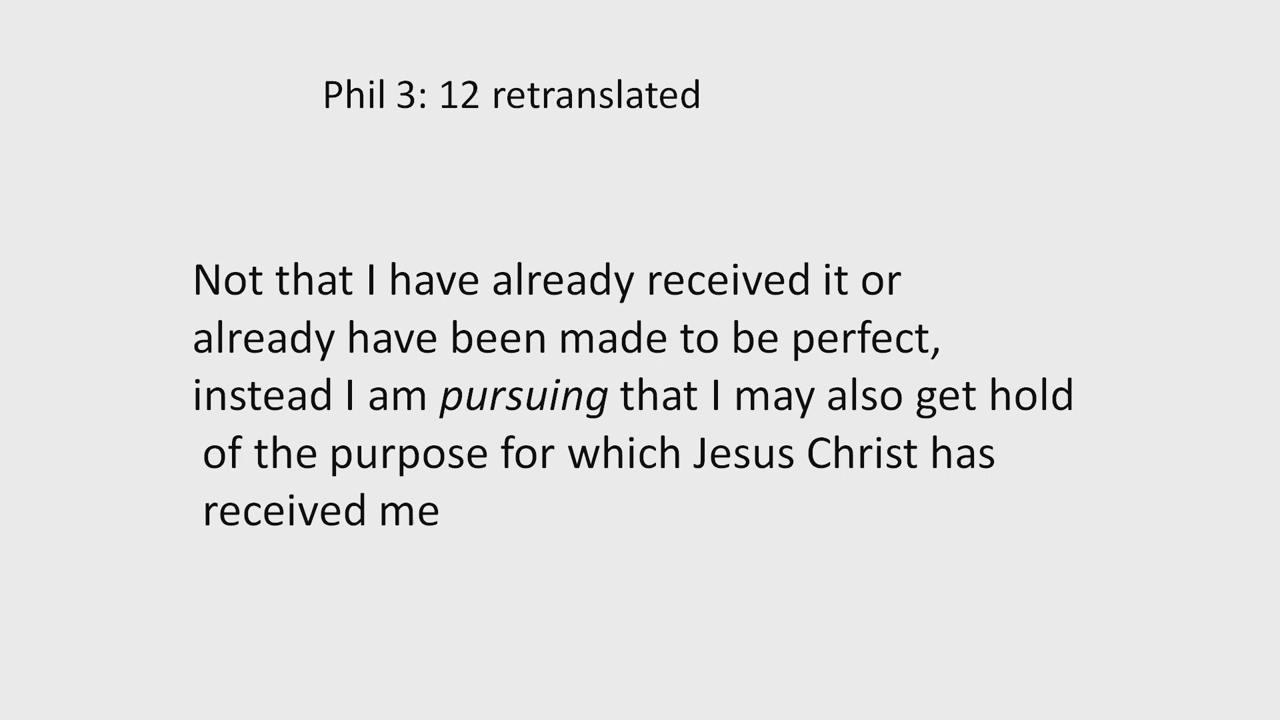 Phil 3: 12 retranslated
Not that I have already received it or
already have been made to be perfect,
instead I am pursuing that I may also get hold
of the purpose for which Jesus Christ has
received me